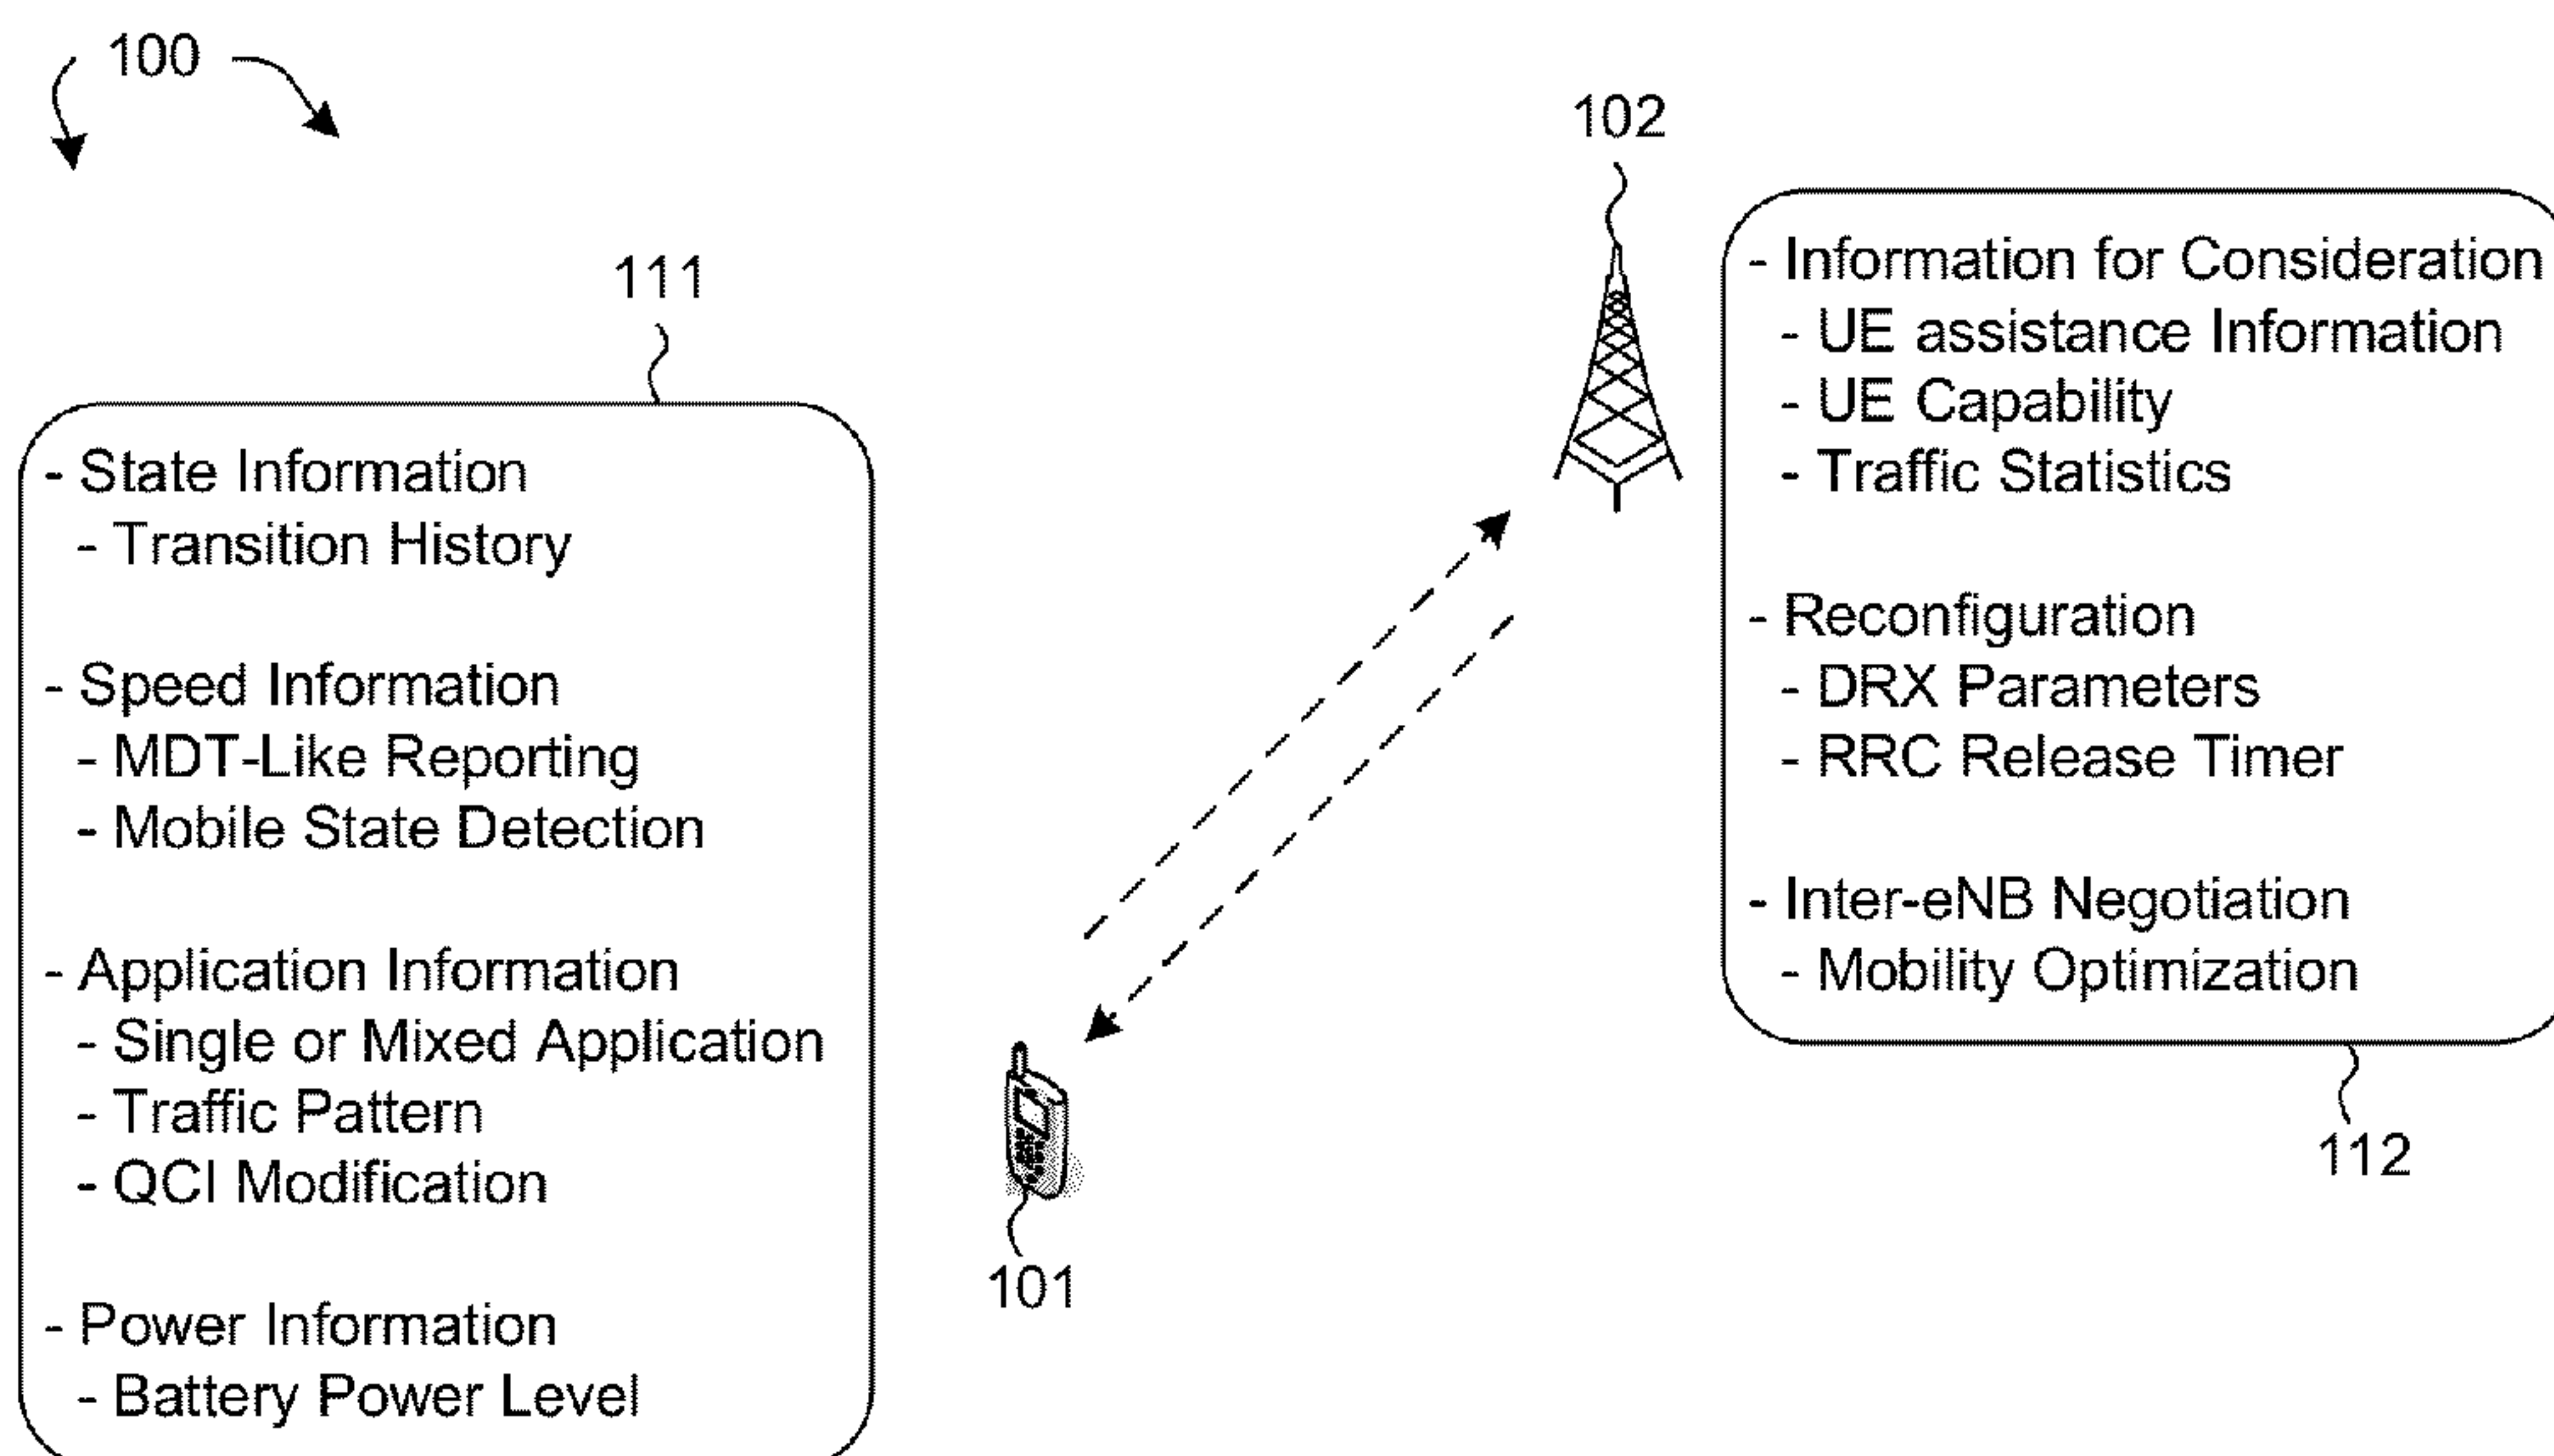 100
102
111
- State Information
- Transition History
- Speed Information
- MDT-Like Reporting
- Mobile State Detection
- Application Information
- Single or Mixed Application
- Traffic Pattern
- QCI Modification
- Power Information
- Battery Power Level
101
- Information for Consideration
- UE assistance Information
- UE Capability
- Traffic Statistics
- Reconfiguration
- DRX Parameters
- RRC Release Timer
- Inter-eNB Negotiation
- Mobility Optimization
112